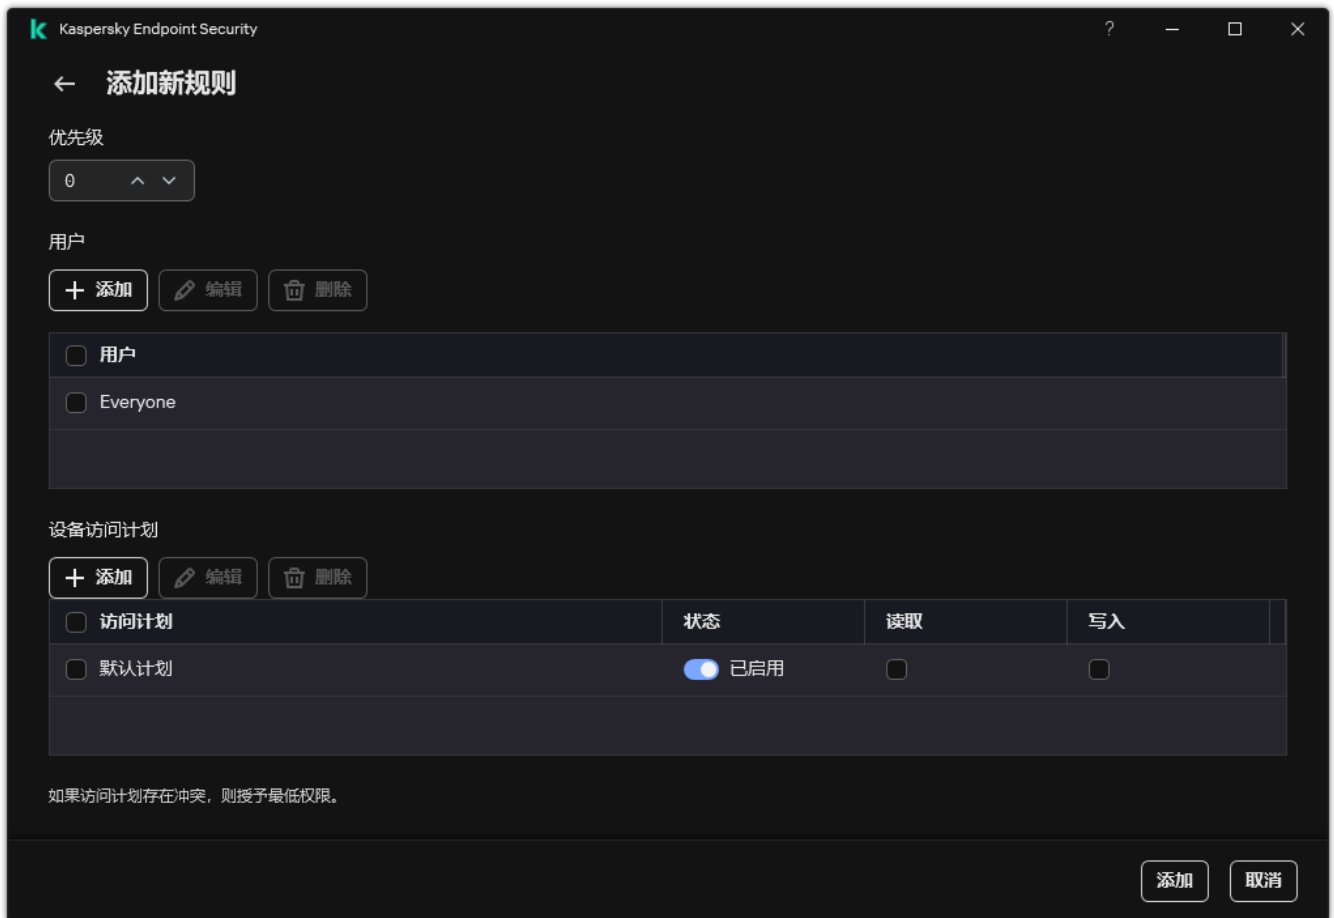 Kaspersky Endpoint Security
添加新规则
优先级
0
用户
添加 编辑 删除
用户
Everyone
设备访问计划
添加 编辑 删除
访问计划 状态 读取 写入
默认计划 已启用
如果访问计划存在冲突，则授予最低权限。
添加 取消